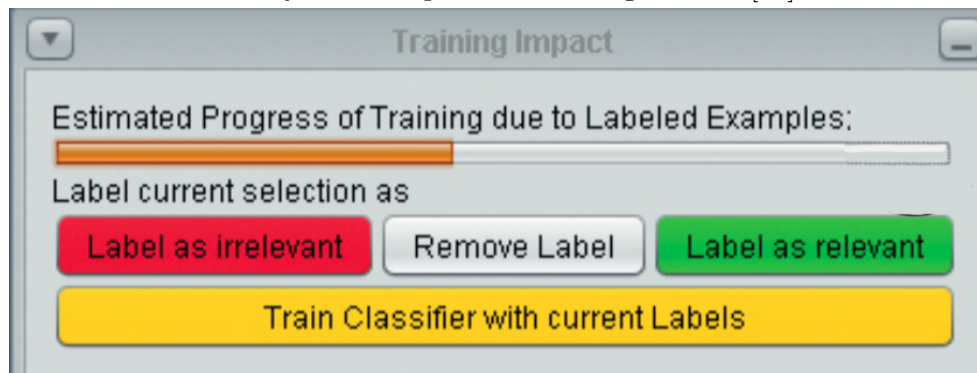 Training Impact
Estimated Progress of Training due to Labeled Examples:
Label current selection as
Label as irrelevant Remove Label Label as relevant
Train Classifier with current Labels